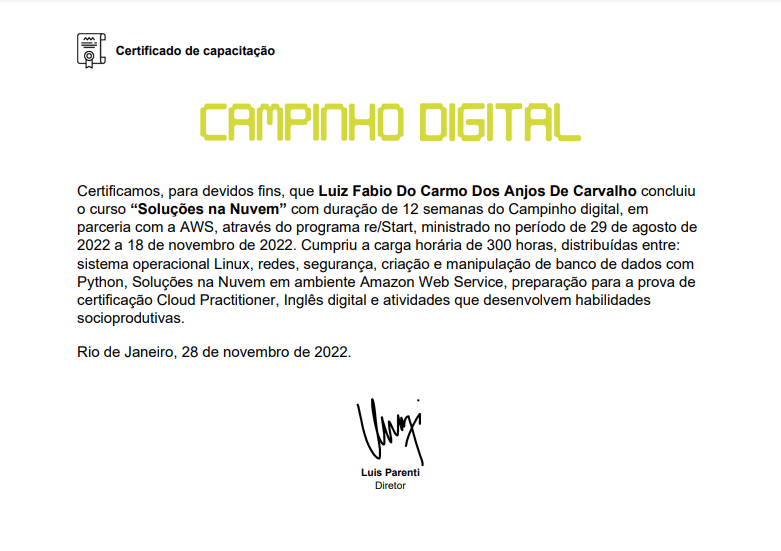 Certificado de capacitação
CAMPINHO DIGITAL
Certificamos, para devidos fins, que Luiz Fabio Do Carmo Dos Anjos De Carvalho concluiu
o curso “Soluções na Nuvem” com duração de 12 semanas do Campinho digital, em
parceria com a AWS, através do programa re/Start, ministrado no período de 29 de agosto de
2022 a 18 de novembro de 2022. Cumpriu a carga horária de 300 horas, distribuídas entre:
sistema operacional Linux, redes, segurança, criação e manipulação de banco de dados com
Python, Soluções na Nuvem em ambiente Amazon Web Service, preparação para a prova de
certificação Cloud Practitioner, Inglês digital e atividades que desenvolvem habilidades
socioprodutivas.
Rio de Janeiro, 28 de novembro de 2022.
Luis Parenti
Diretor